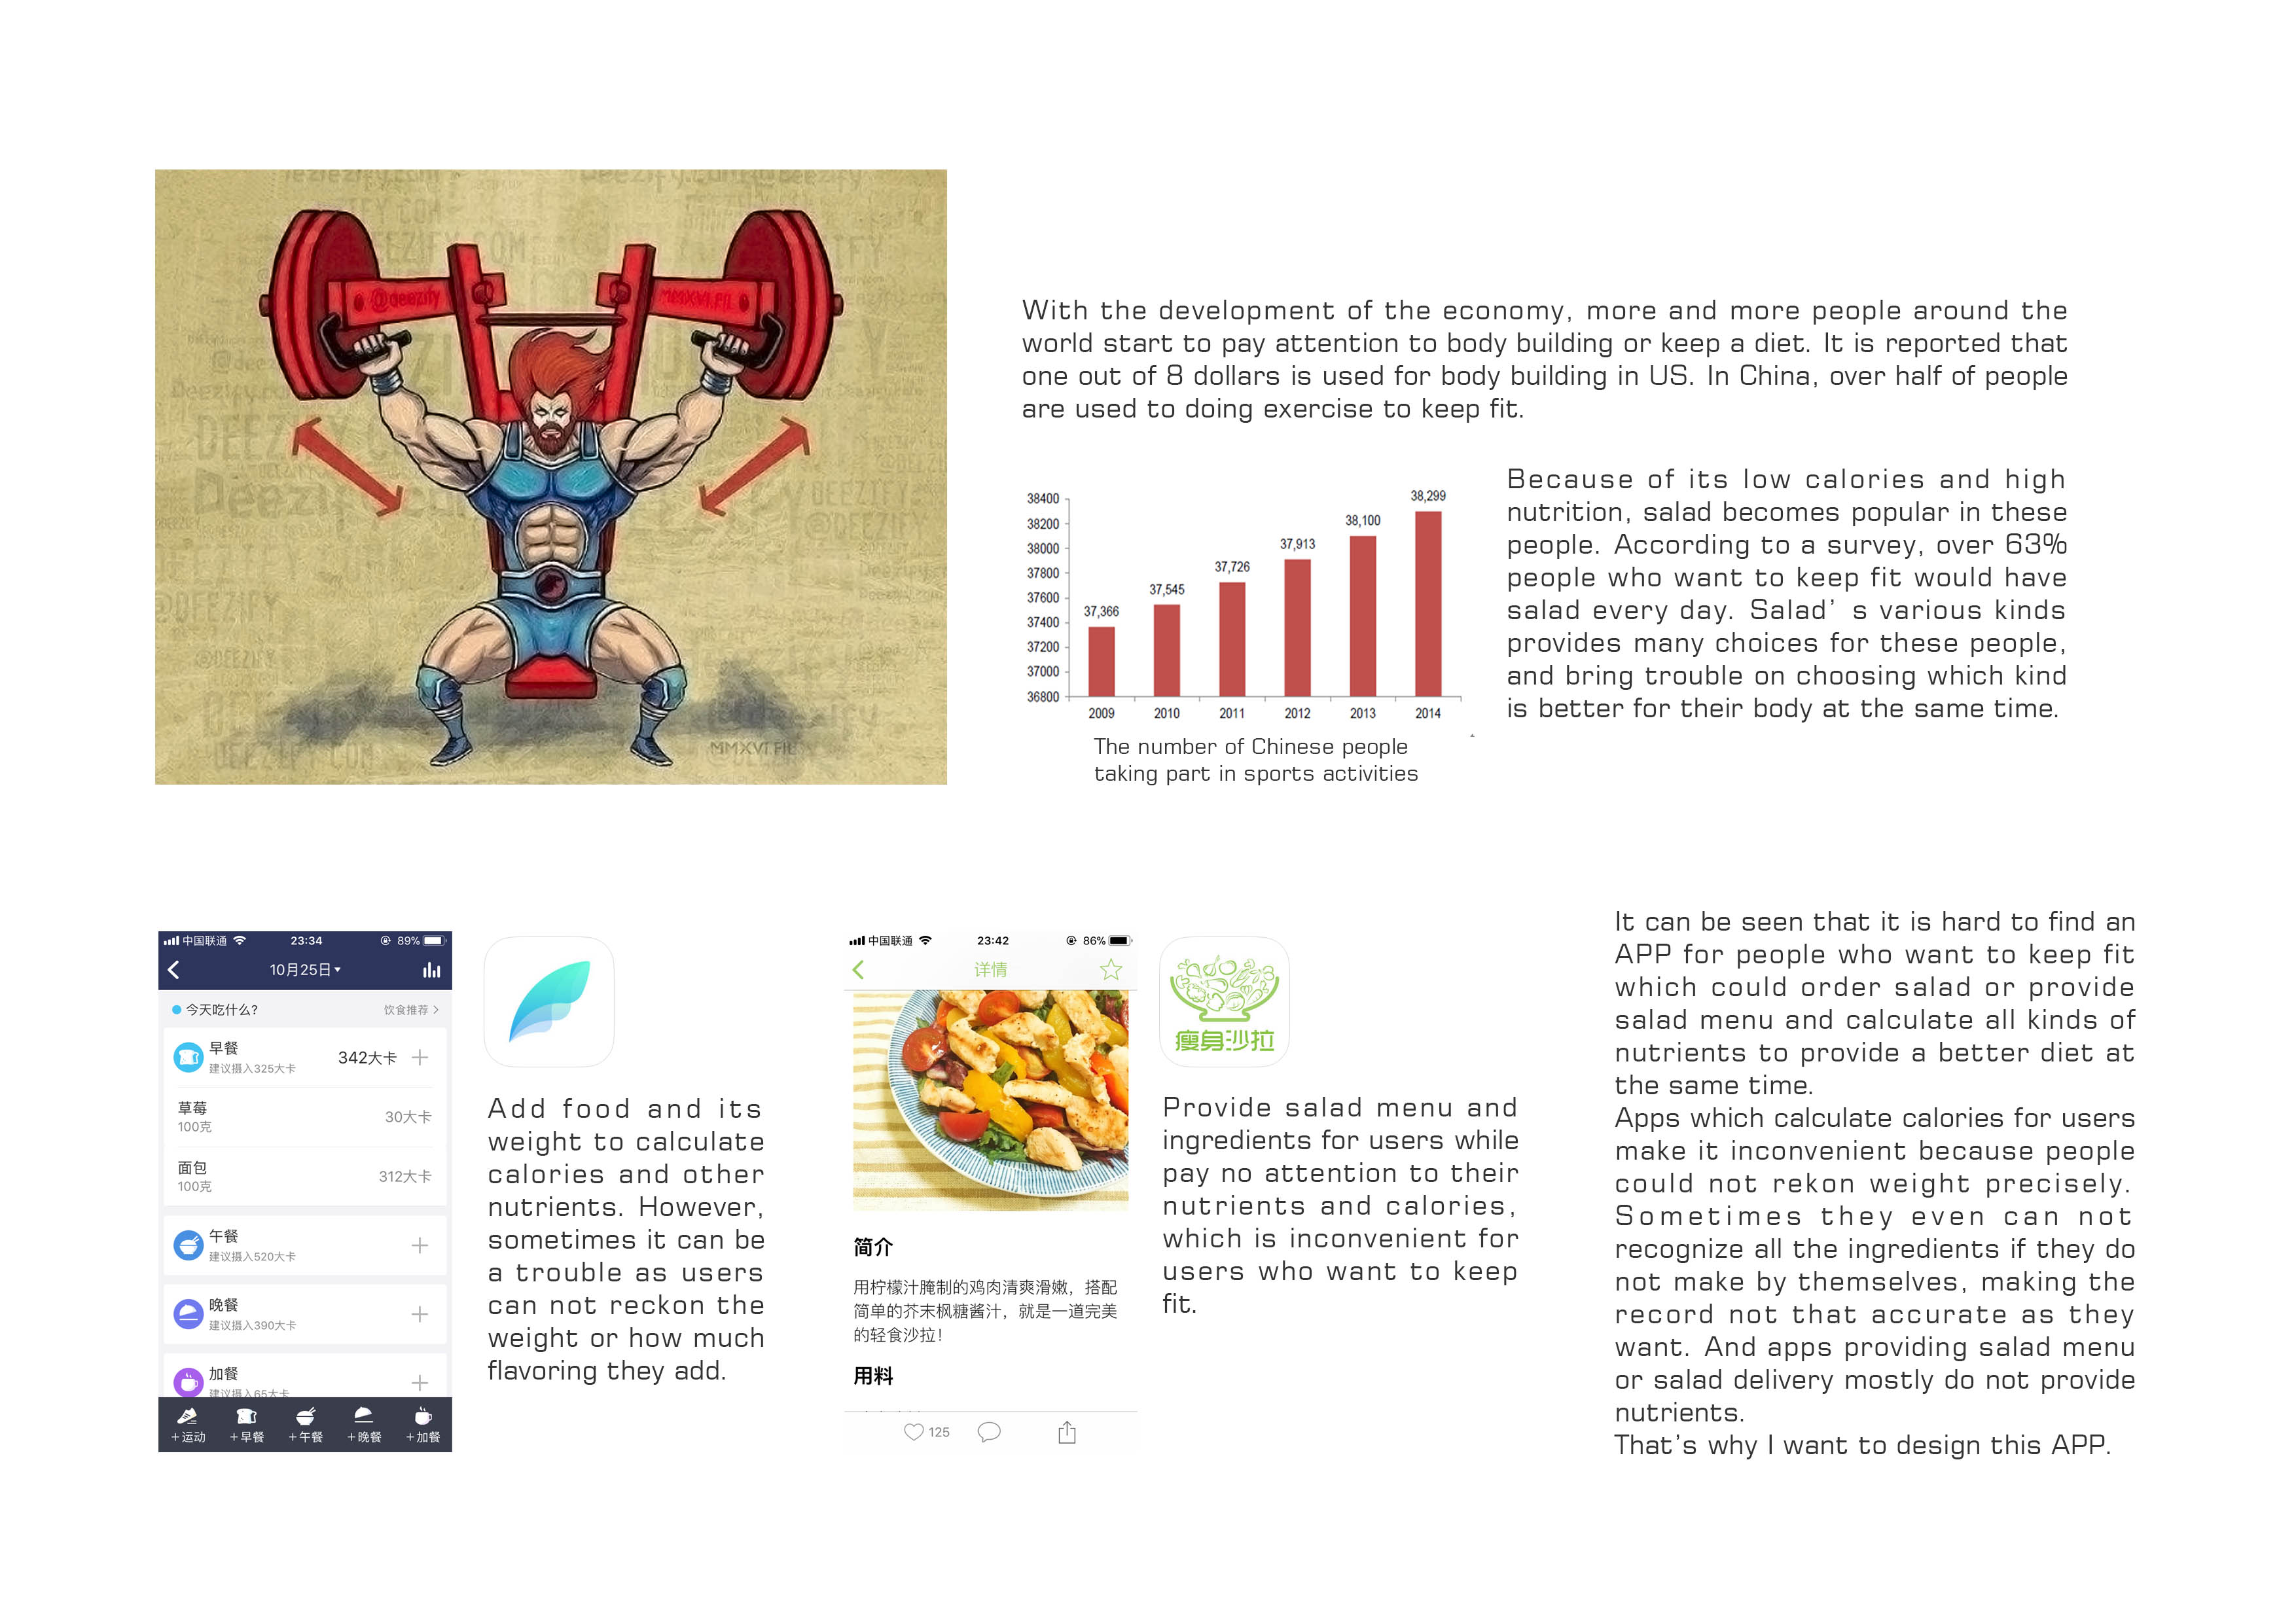 @deezify
MMXVI.FIL
MMXVI FIL
With the development of the economy, more and more people around the
world start to pay attention to body building or keep a diet. It is reported that
one out of 8 dollars is used for body building in US. In China, over half of people
are used to doing exercise to keep fit.
38400
38200
38000
37800
37600
37400
37200
37000
36800
37,366
37,545
37,726
37,913
38,100
38,299
2009 2010 2011 2012 2013 2014
The number of Chinese people
taking part in sports activities
Because of its low calories and high
nutrition, salad becomes popular in these
people. According to a survey, over 63%
people who want to keep fit would have
salad every day. Salad’ s various kinds
provides many choices for these people,
and bring trouble on choosing which kind
is better for their body at the same time.
中国联通 23:34 89%
10月25日
今天吃什么? 饮食推荐
早餐
建议摄入325大卡
342大卡
草莓
100克
30大卡
面包
100克
312大卡
午餐
建议摄入520大卡
晚餐
建议摄入390大卡
加餐
建议摄入65大卡
+运动 +早餐 +午餐 +晚餐 +加餐
Add food and its
weight to calculate
calories and other
nutrients. However,
sometimes it can be
a trouble as users
can not reckon the
weight or how much
flavoring they add.
中国联通 23:42 86%
详情
简介
用柠檬汁腌制的鸡肉清爽滑嫩，搭配
简单的芥末枫糖酱汁，就是一道完美
的轻食沙拉！
用料
125
瘦身沙拉
Provide salad menu and
ingredients for users while
pay no attention to their
nutrients and calories,
which is inconvenient for
users who want to keep
fit.
It can be seen that it is hard to find an
APP for people who want to keep fit
which could order salad or provide
salad menu and calculate all kinds of
nutrients to provide a better diet at
the same time.
Apps which calculate calories for users
make it inconvenient because people
could not rekon weight precisely.
Sometimes they even can not
recognize all the ingredients if they do
not make by themselves, making the
record not that accurate as they
want. And apps providing salad menu
or salad delivery mostly do not provide
nutrients.
That’s why I want to design this APP.